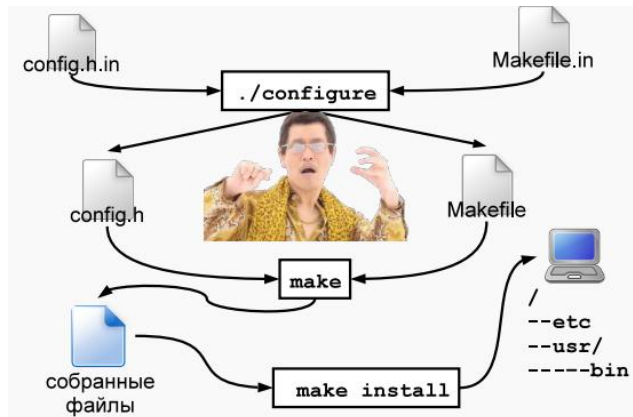 config.h.in
Makefile.in
./configure
config.h
Makefile
make
/
--etc
--usr/
-----bin
собранные
файлы
make install